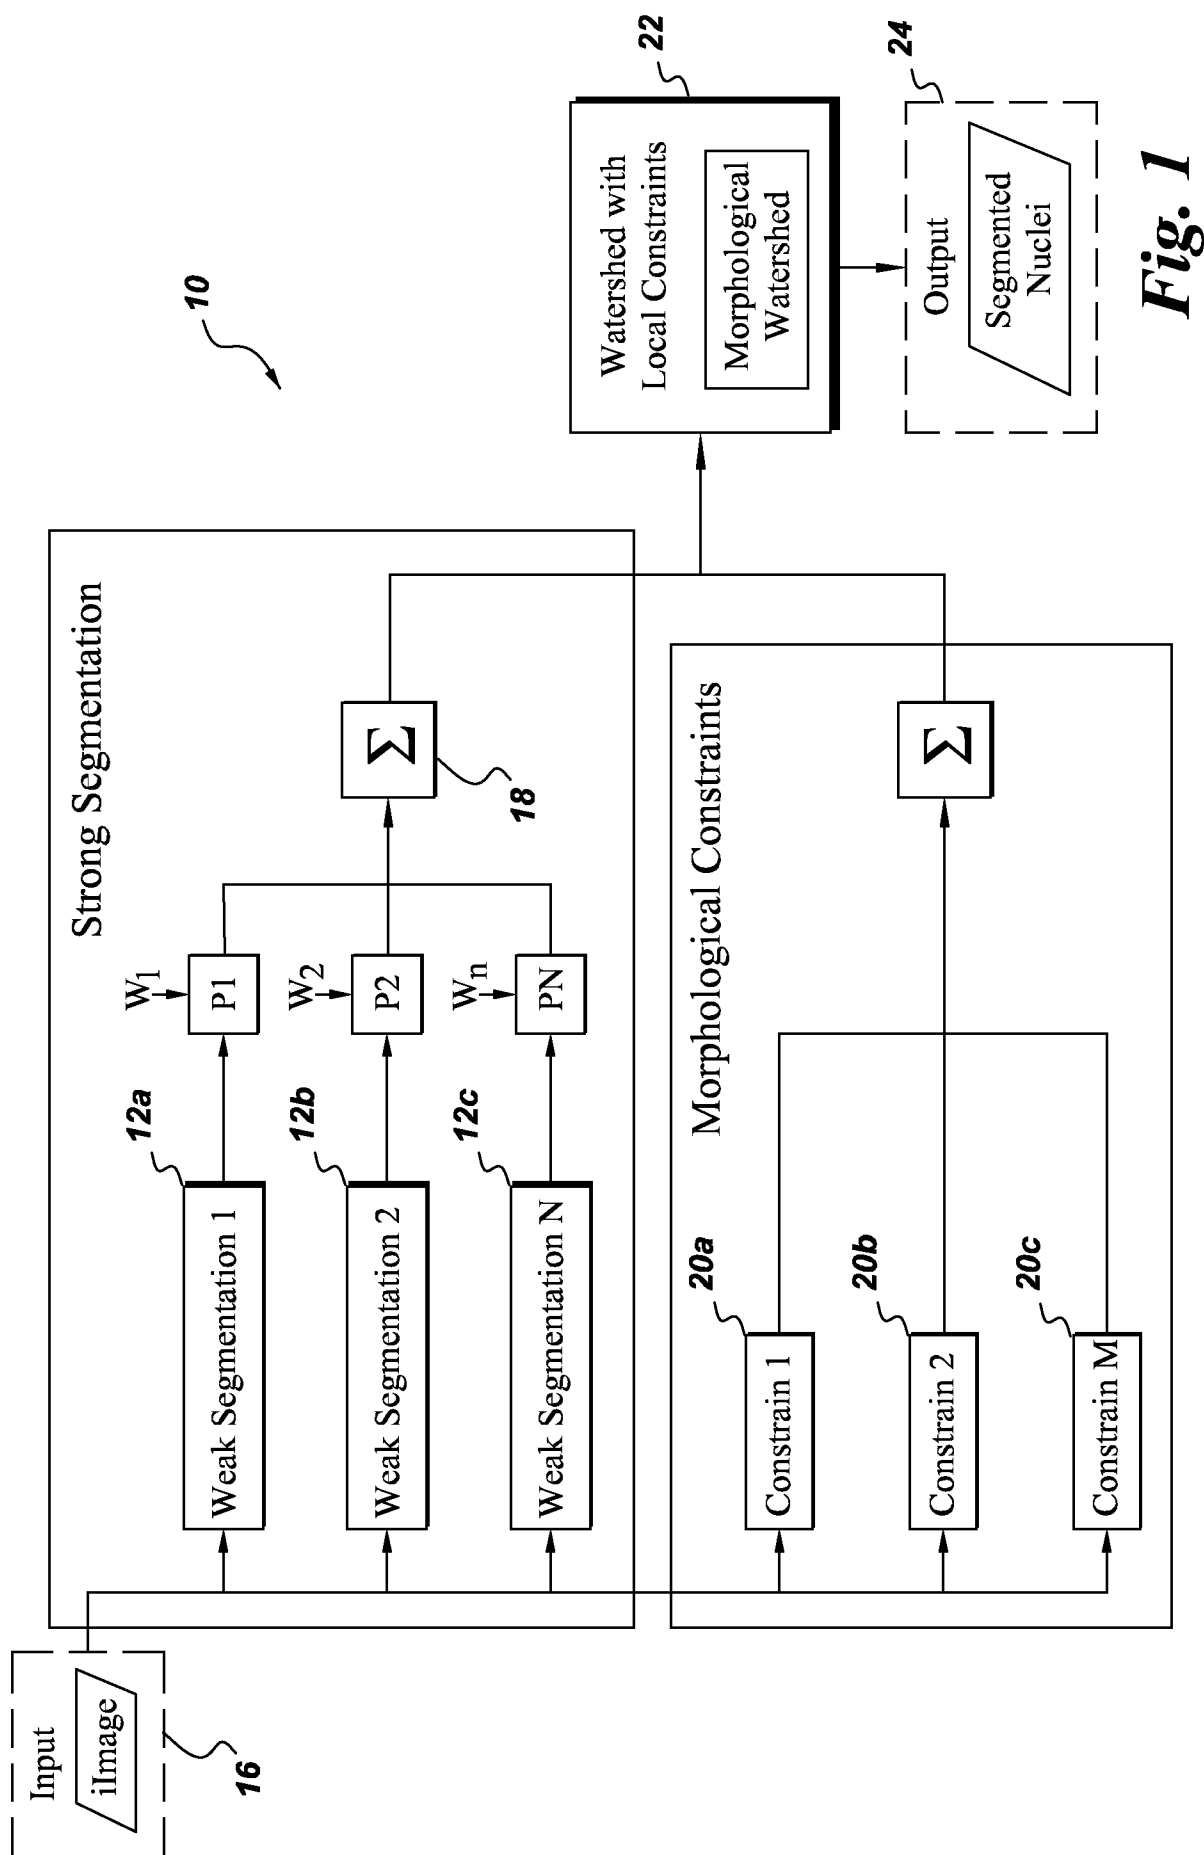 10
Input
iImage
16
Strong Segmentation
Weak Segmentation 1
12a
W1
P1
Weak Segmentation 2
12b
W2
P2
Weak Segmentation N
12c
Wn
PN
Σ
18
Morphological Constraints
Constrain 1
20a
Constrain 2
20b
Constrain M
20c
Σ
Watershed with
Local Constraints
Morphological
Watershed
22
Output
Segmented
Nuclei
24
Fig. 1